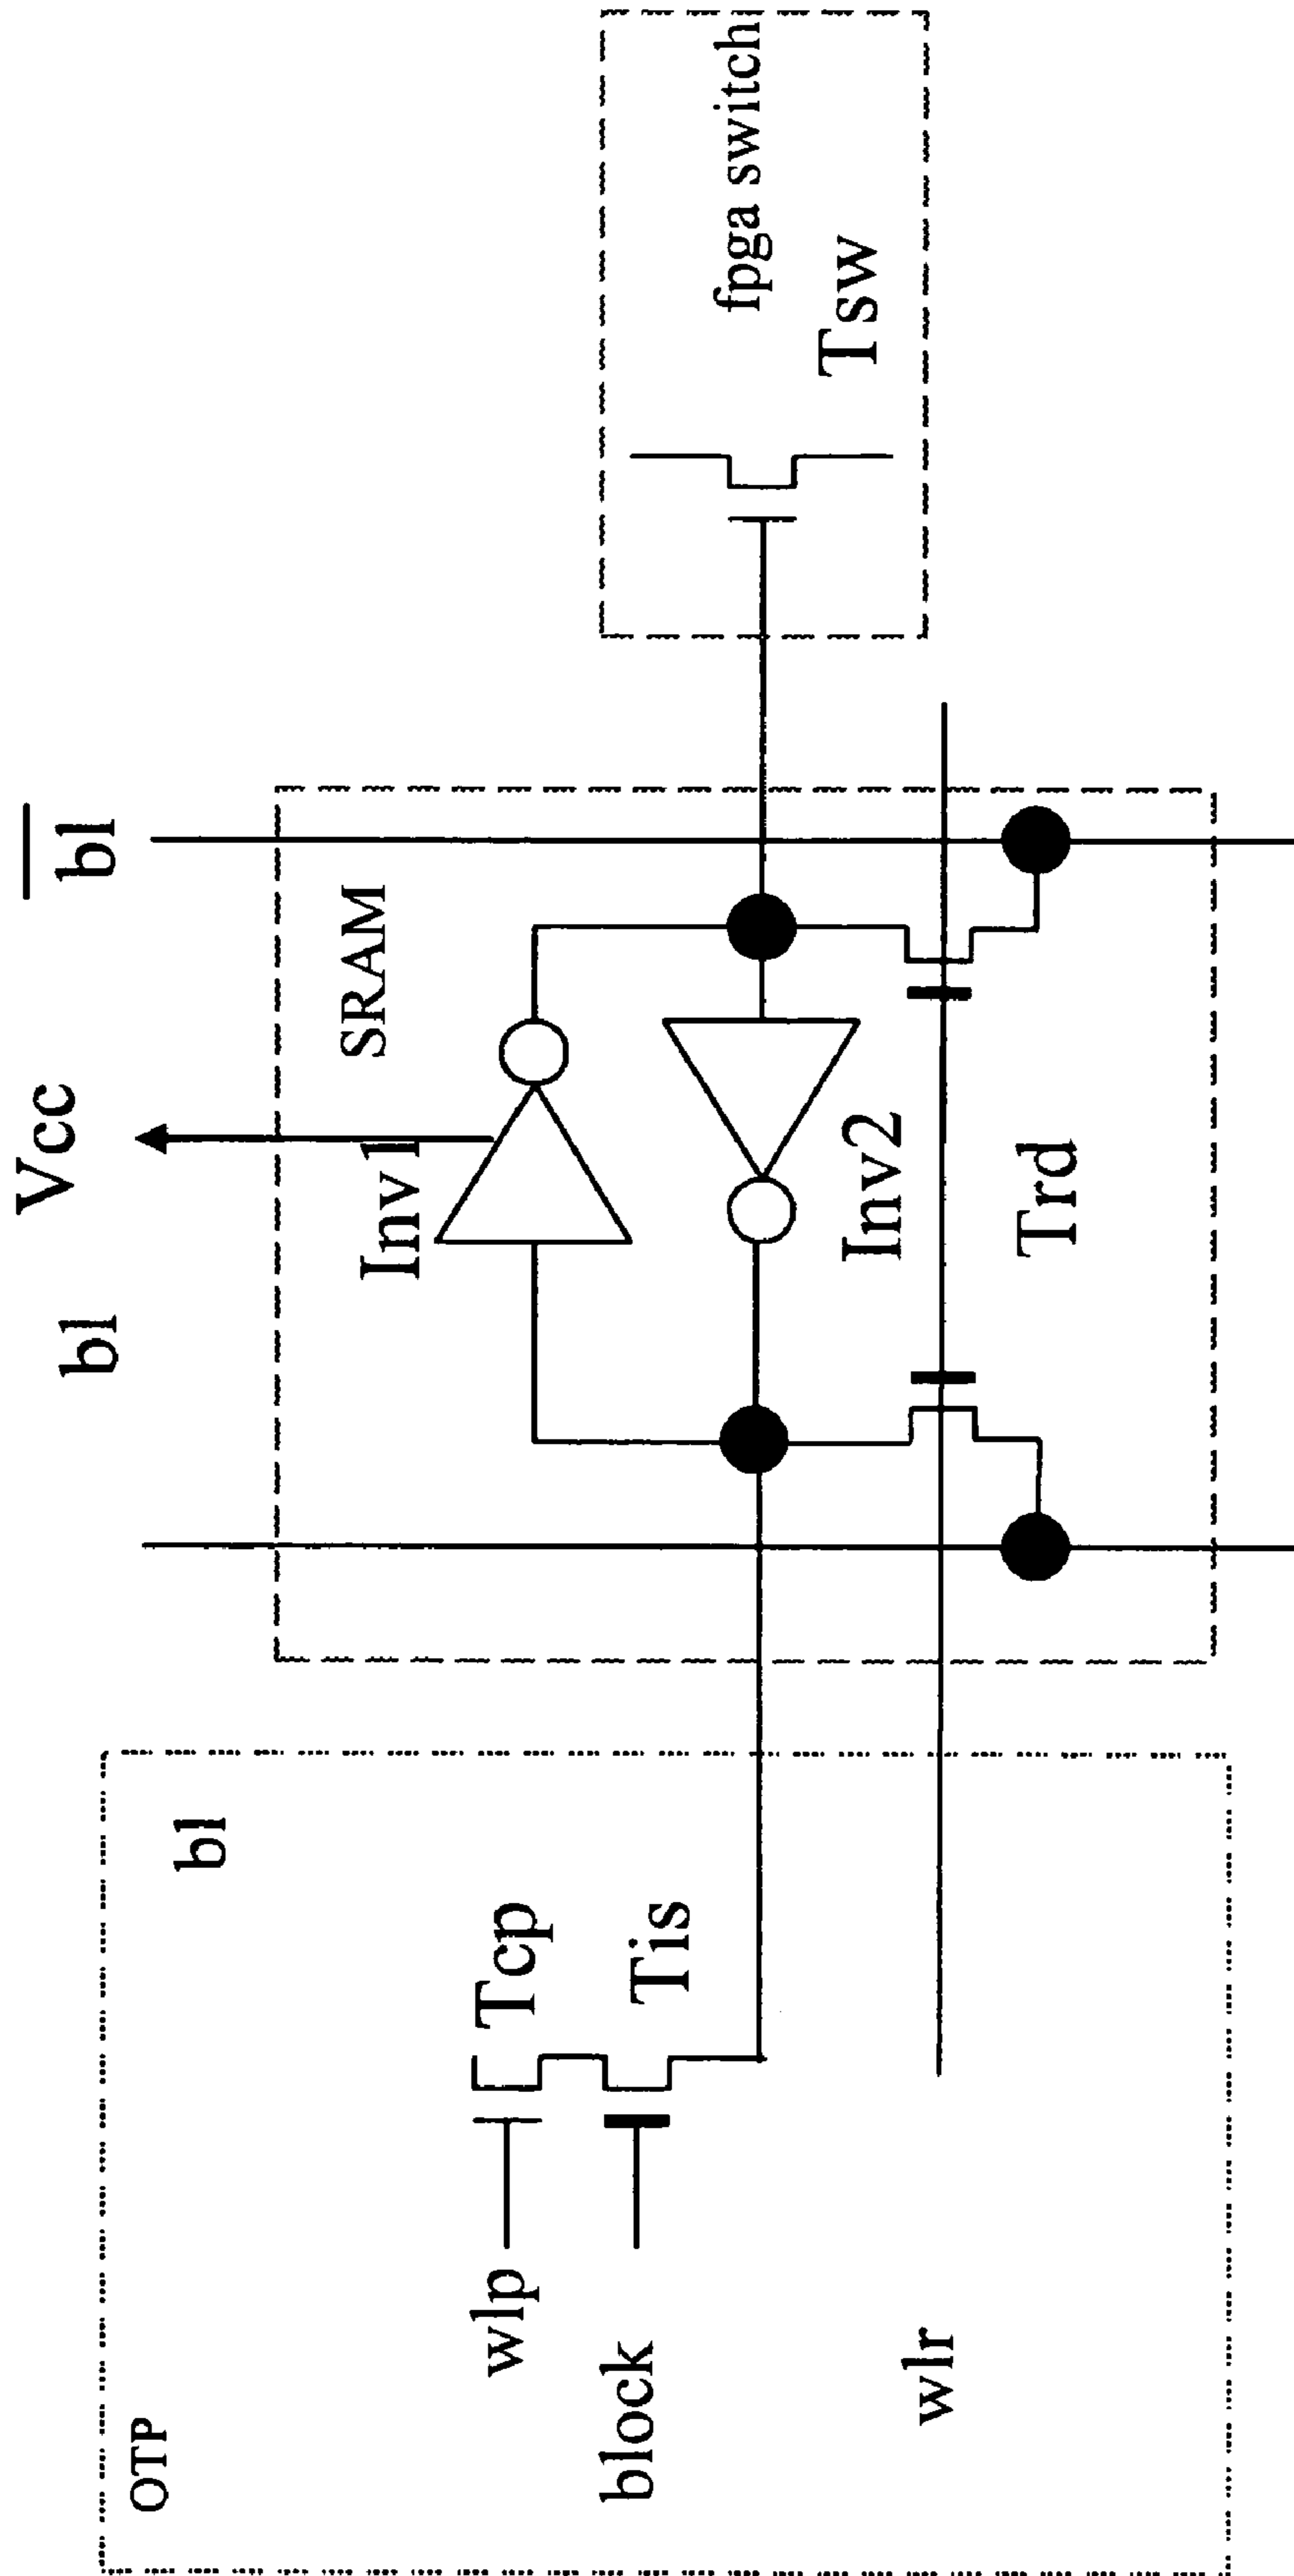 bl
Vcc
bl
OTP
bl
SRAM
wlp
Tcp
Inv1
block
Tis
fpga switch
Inv2
Tsw
wlr
Trd